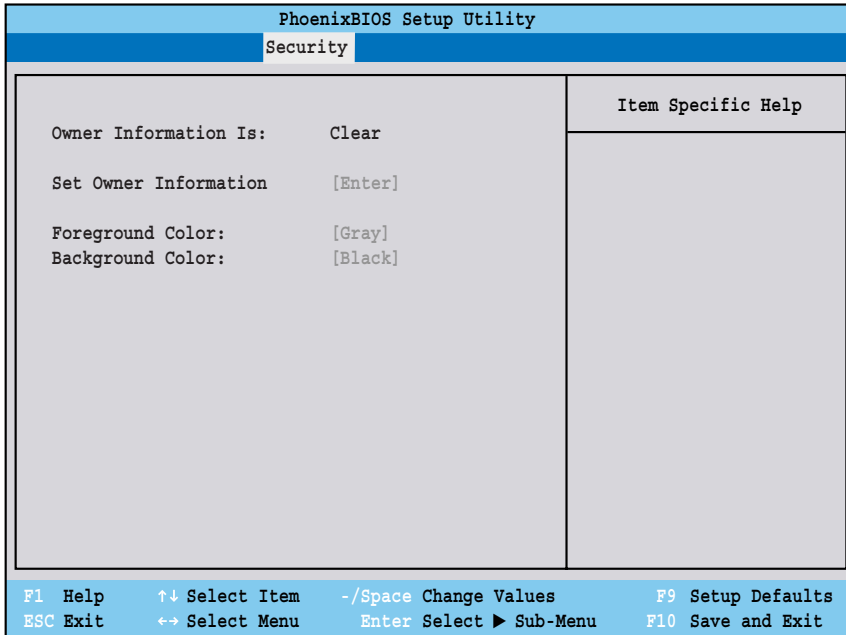 PhoenixBIOS Setup Utility
Security
Item Specific Help
Owner Information Is: Clear
Set Owner Information [Enter]
Foreground Color: [Gray]
Background Color: [Black]
F1 Help ↑↓ Select Item -/Space Change Values F9 Setup Defaults
ESC Exit ←→ Select Menu Enter Select ▶ Sub-Menu F10 Save and Exit